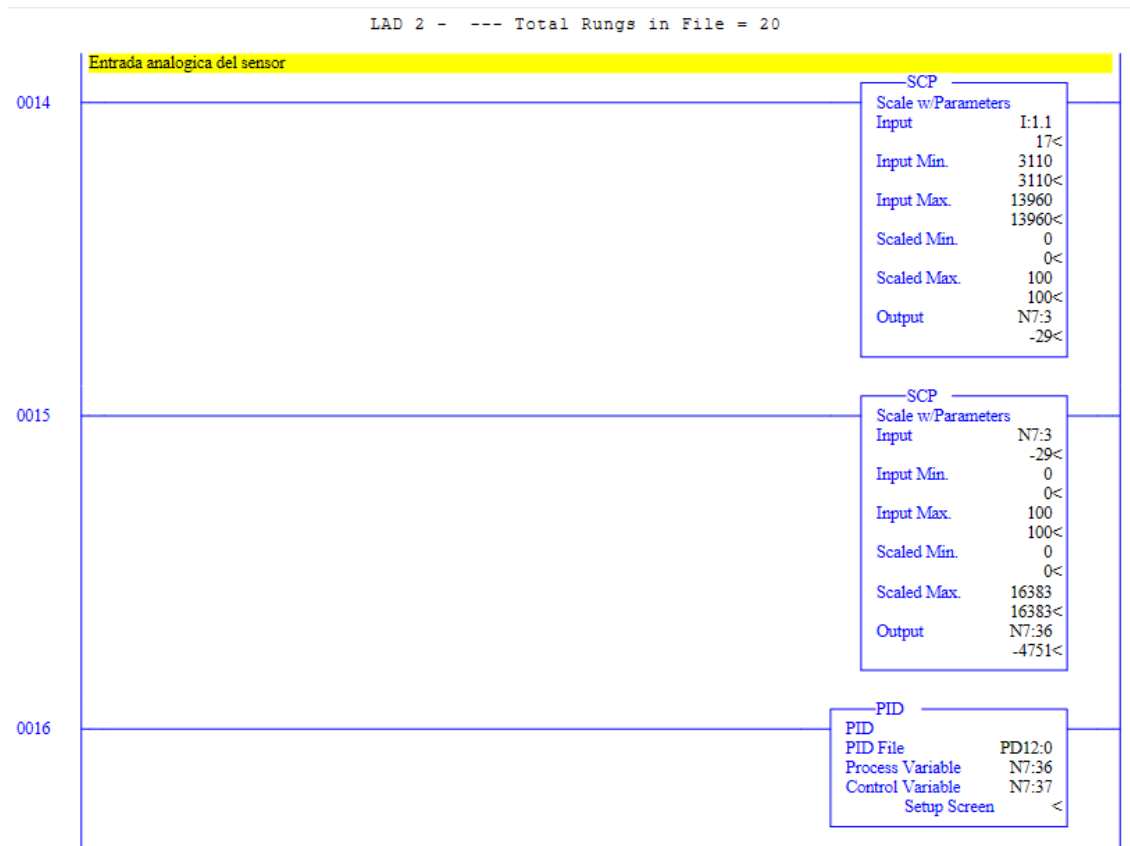 LAD 2 - --- Total Rungs in File = 20
Entrada analogica del sensor
0014
SCP
Scale w/Parameters
Input I:1.1
17<
Input Min. 3110
3110<
Input Max. 13960
13960<
Scaled Min. 0
0<
Scaled Max. 100
100<
Output N7:3
-29<
0015
SCP
Scale w/Parameters
Input N7:3
-29<
Input Min. 0
0<
Input Max. 100
100<
Scaled Min. 0
0<
Scaled Max. 16383
16383<
Output N7:36
-4751<
0016
PID
PID
PID File PD12:0
Process Variable N7:36
Control Variable N7:37
Setup Screen <